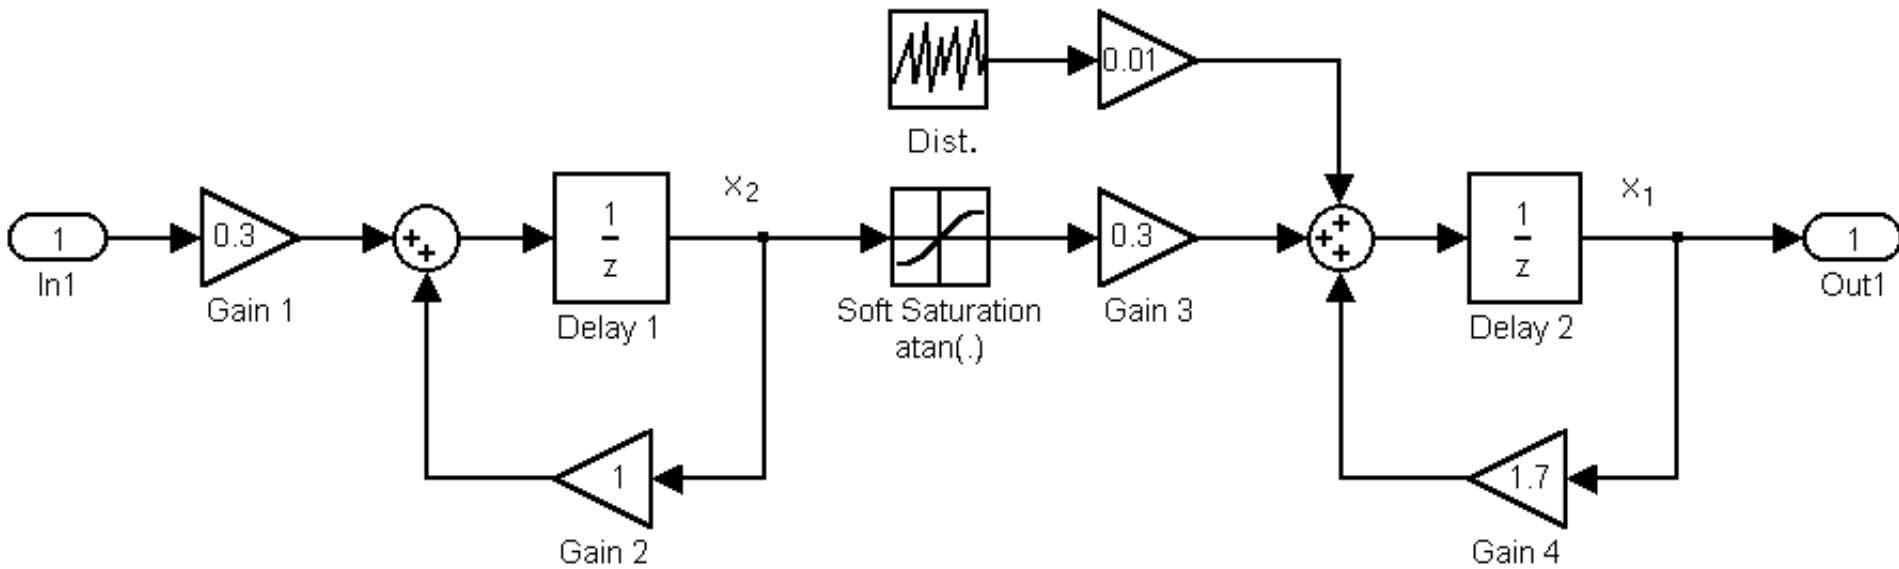 0.01
Dist.
x2
x1
1
In1
0.3
Gain 1
+
+
1
z
Delay 1
Soft Saturation
atan(.)
0.3
Gain 3
+
+
+
1
z
Delay 2
1
Out1
1
Gain 2
1.7
Gain 4